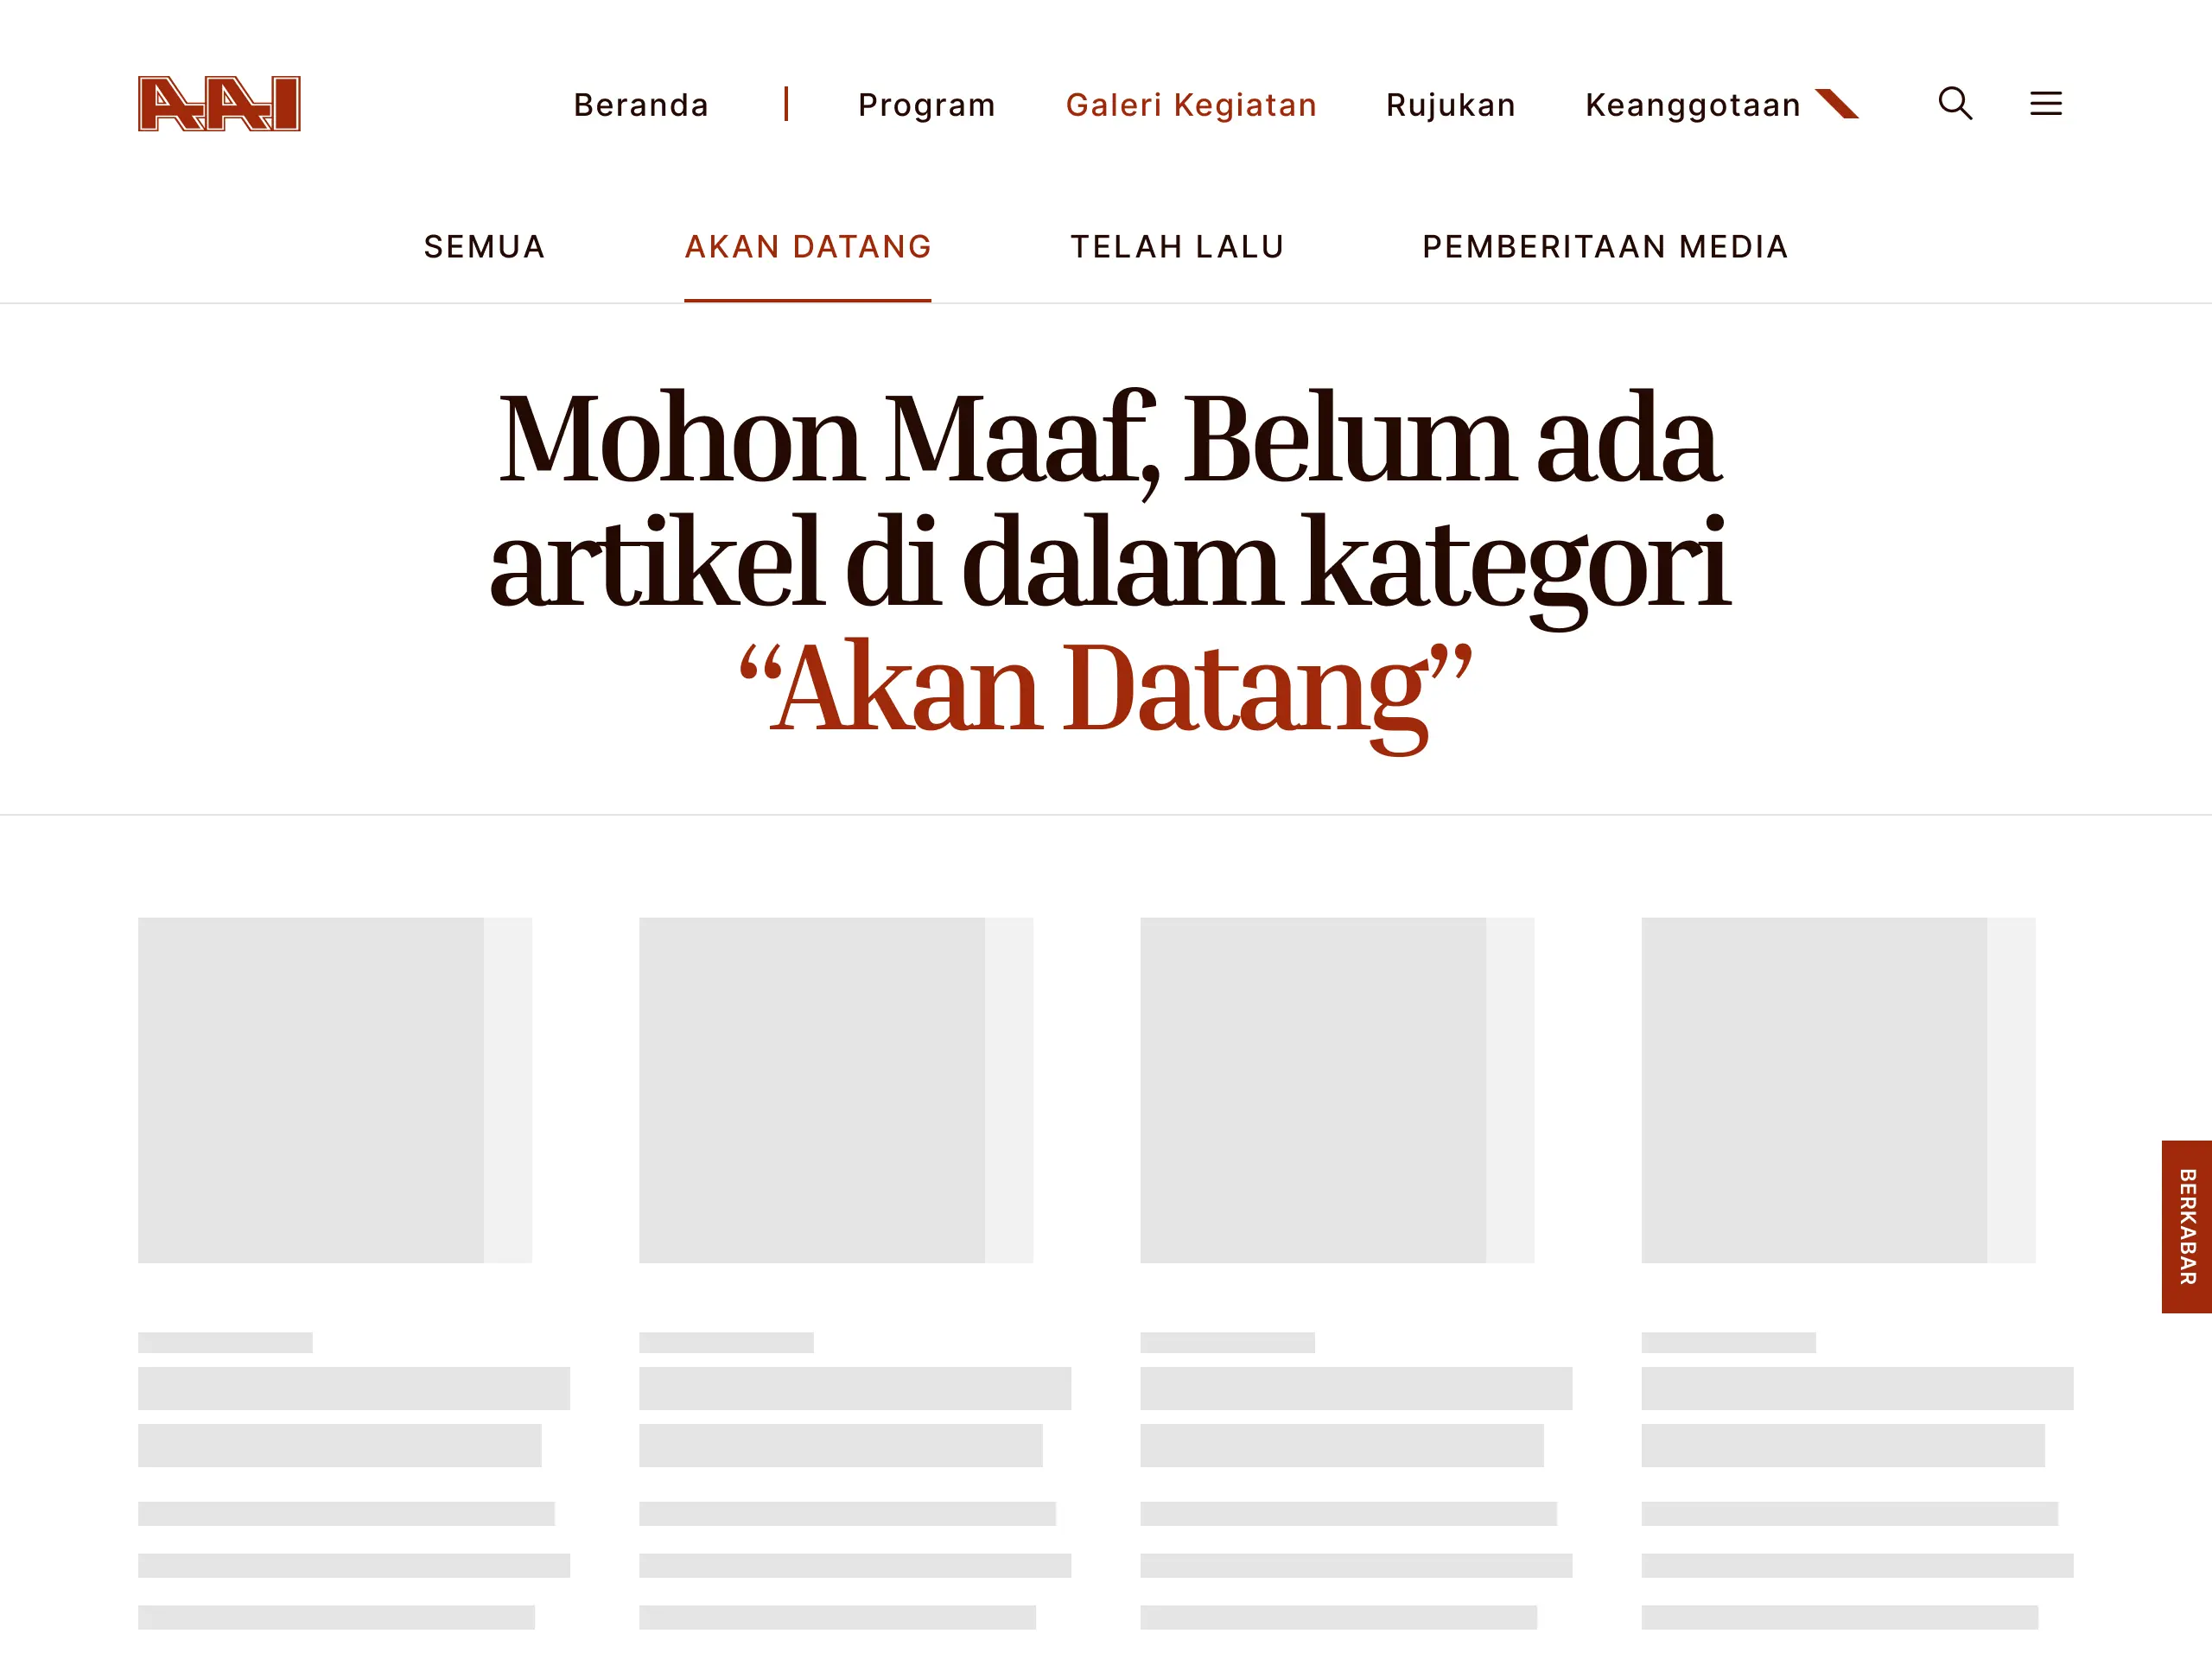 AAI
Beranda | Program Galeri Kegiatan Rujukan Keanggotaan
SEMUA AKAN DATANG TELAH LALU PEMBERITAAN MEDIA
Mohon Maaf, Belum ada
artikel di dalam kategori
“Akan Datang”
BERKABAR